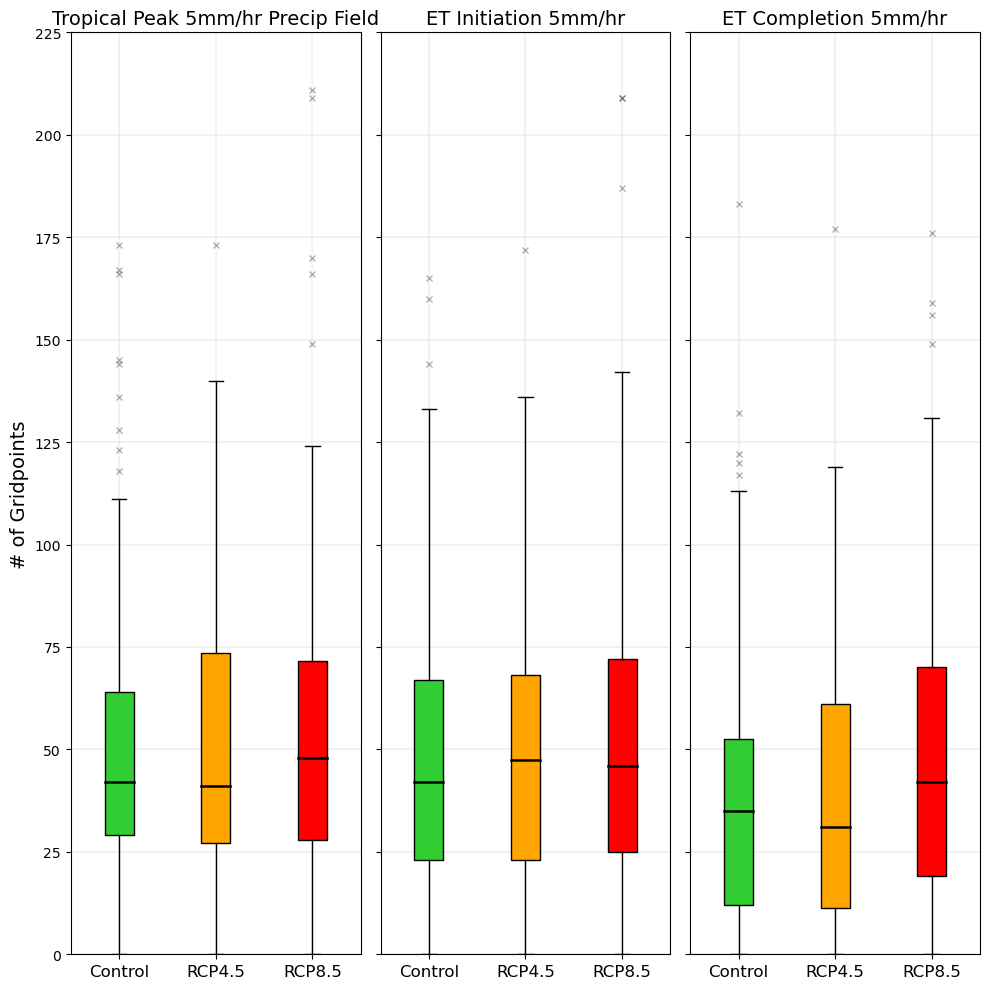 Tropical Peak 5mm/hr Precip Field
ET Initiation 5mm/hr
ET Completion 5mm/hr
# of Gridpoints
225
200
175
150
125
100
75
50
25
0
Control RCP4.5 RCP8.5
Control RCP4.5 RCP8.5
Control RCP4.5 RCP8.5